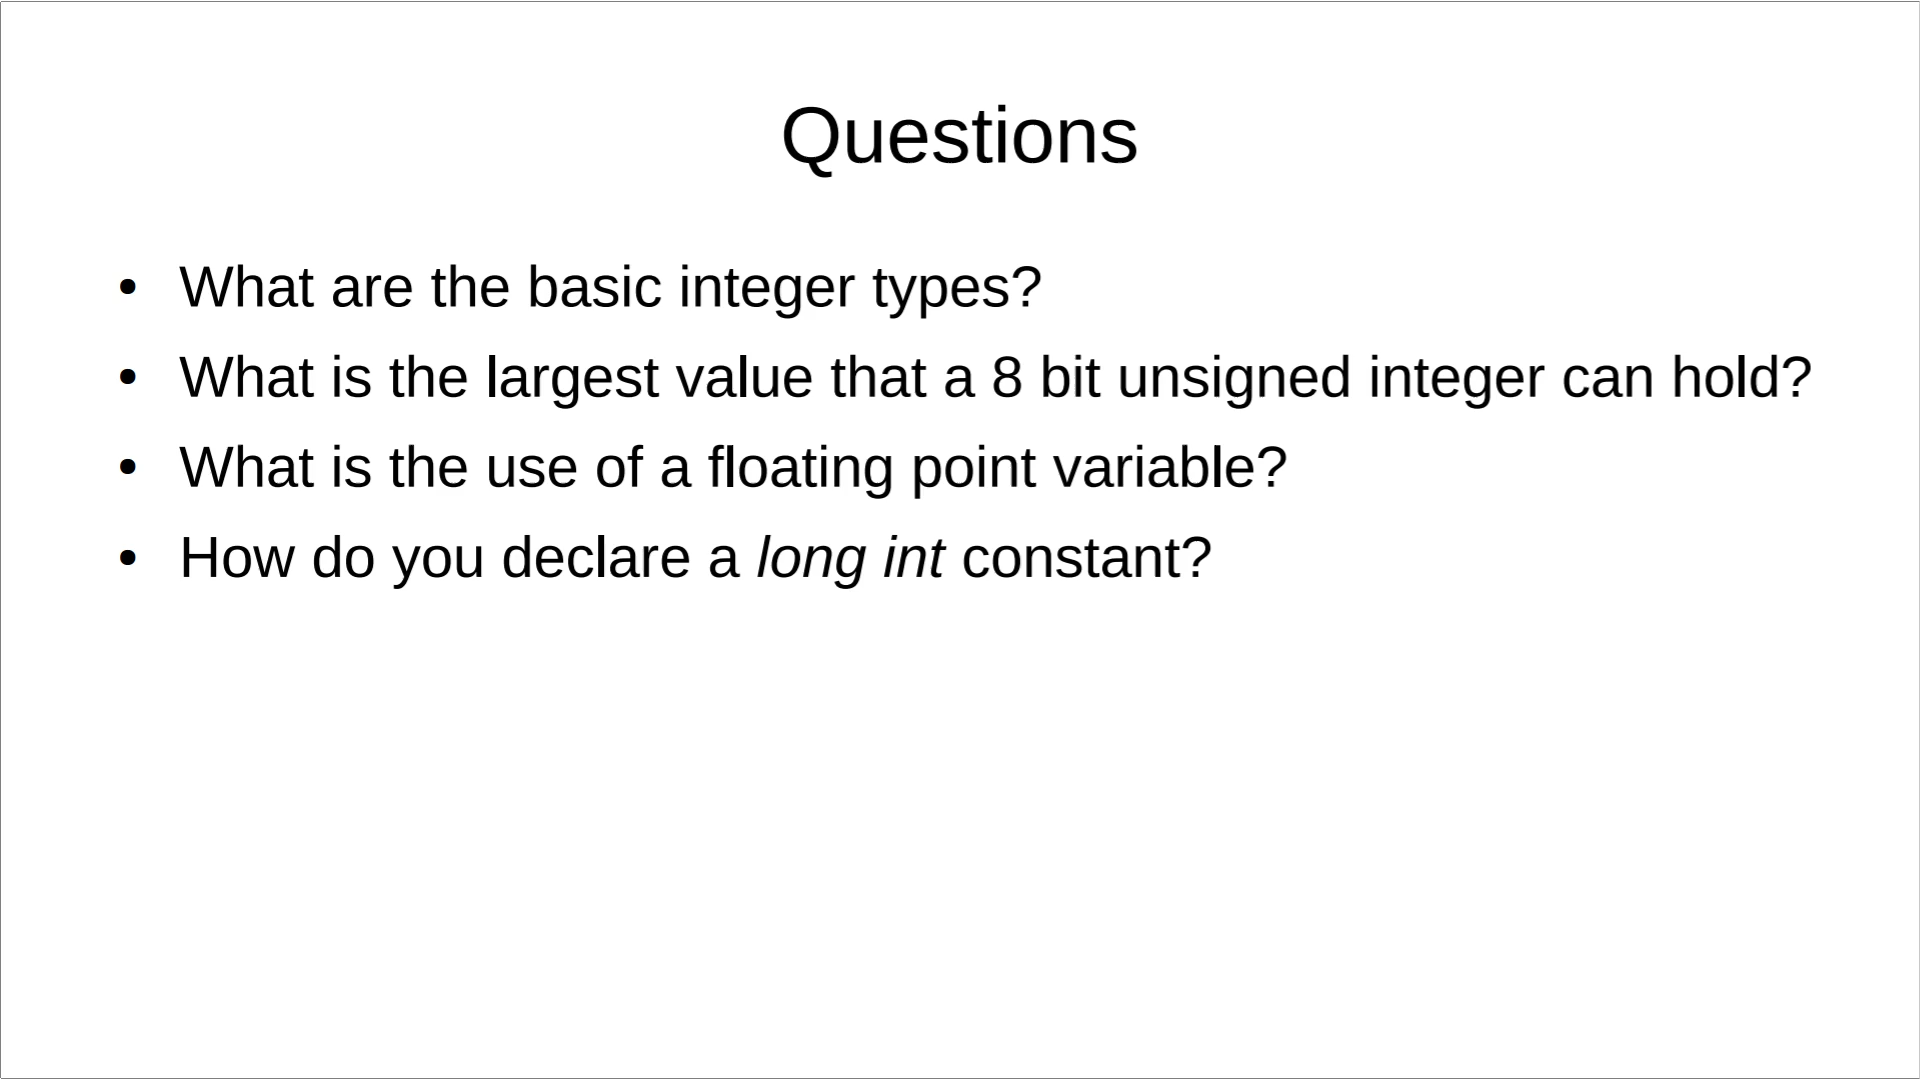 Questions
• What are the basic integer types?
• What is the largest value that a 8 bit unsigned integer can hold?
• What is the use of a floating point variable?
• How do you declare a long int constant?